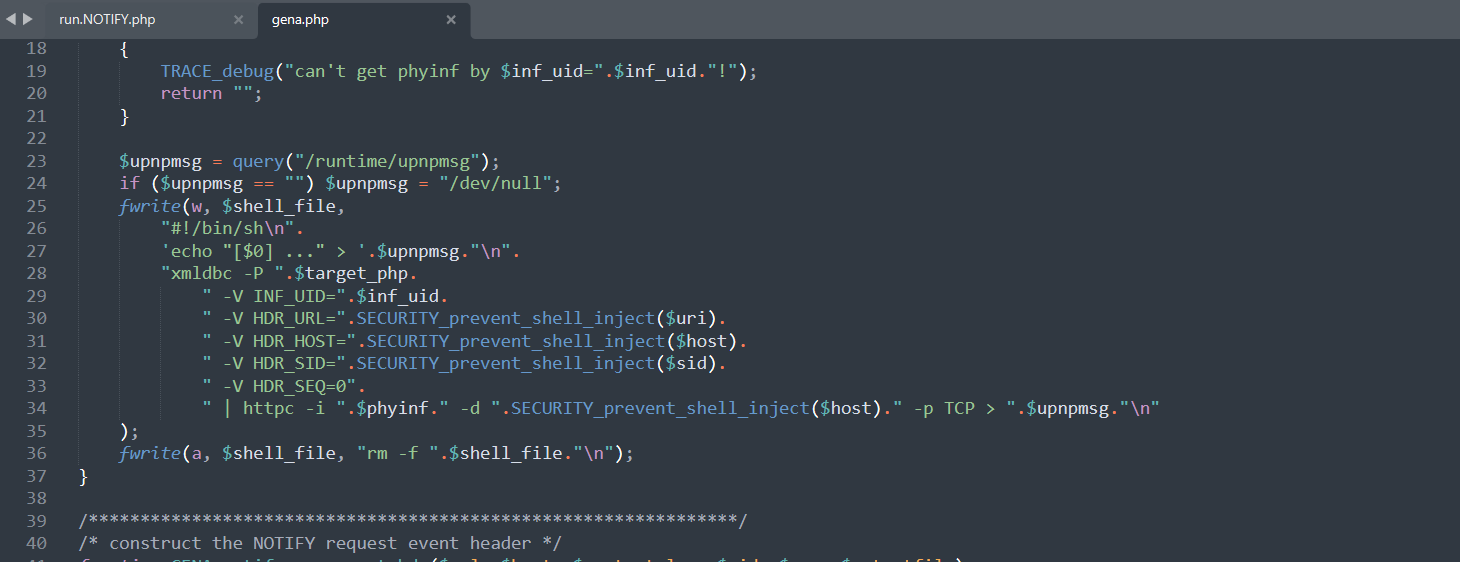 run.NOTIFY.php × gena.php ×
18 {
19 TRACE_debug("can't get phyinf by $inf_uid=".$inf_uid."!");
20 return "";
21 }
22
23 $upnpmsg = query("/runtime/upnpmsg");
24 if ($upnpmsg == "") $upnpmsg = "/dev/null";
25 fwrite(w, $shell_file,
26 "#!/bin/sh\n".
27 'echo "[$0] ..." > '.$upnpmsg."\n".
28 "xmldbc -P ".$target_php.
29 " -V INF_UID=".$inf_uid.
30 " -V HDR_URL=".SECURITY_prevent_shell_inject($uri).
31 " -V HDR_HOST=".SECURITY_prevent_shell_inject($host).
32 " -V HDR_SID=".SECURITY_prevent_shell_inject($sid).
33 " -V HDR_SEQ=0".
34 " | httpc -i ".$phyinf." -d ".SECURITY_prevent_shell_inject($host)." -p TCP > ".$upnpmsg."\n"
35 );
36 fwrite(a, $shell_file, "rm -f ".$shell_file."\n");
37 }
38
39 /***************************************************************/
40 /* construct the NOTIFY request event header */